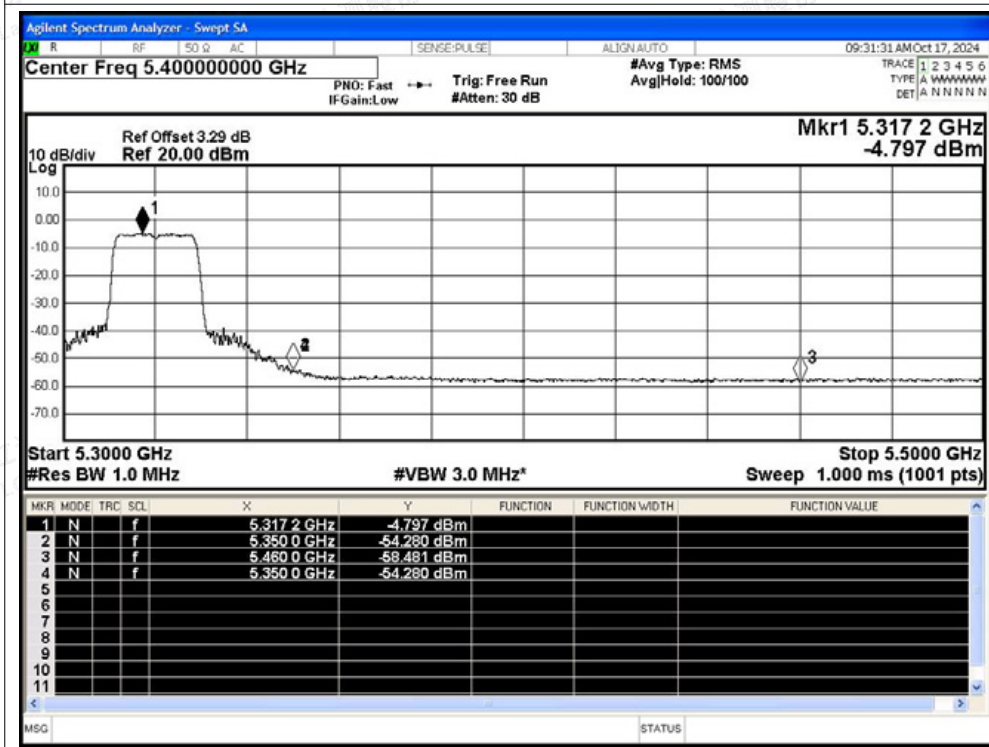 Agilent Spectrum Analyzer - Swept SA
LXI R RF 50 Ω AC SENSE:PULSE ALIGN AUTO 09:31:31 AM Oct 17, 2024
Center Freq 5.400000000 GHz
#Avg Type: RMS
TRACE 1 2 3 4 5 6
PNO: Fast
Trig: Free Run
Avg|Hold: 100/100
TYPE A WWWWW
IFGain:Low
#Atten: 30 dB
DET A N N N N N
Mkr1 5.317 2 GHz
Ref Offset 3.29 dB
-4.797 dBm
10 dB/div Ref 20.00 dBm
Log
10.0
1
0.00
-10.0
-20.0
-30.0
-40.0
-50.0
3
-60.0
-70.0
Start 5.3000 GHz Stop 5.5000 GHz
#Res BW 1.0 MHz #VBW 3.0 MHz* Sweep 1.000 ms (1001 pts)
MKR MODE TRC SCL X Y FUNCTION FUNCTION WIDTH FUNCTION VALUE
1 N f 5.317 2 GHz -4.797 dBm
2 N f 5.350 0 GHz -54.280 dBm
3 N f 5.460 0 GHz -58.481 dBm
4 N f 5.350 0 GHz -54.280 dBm
5
6
7
8
9
10
11
MSG STATUS